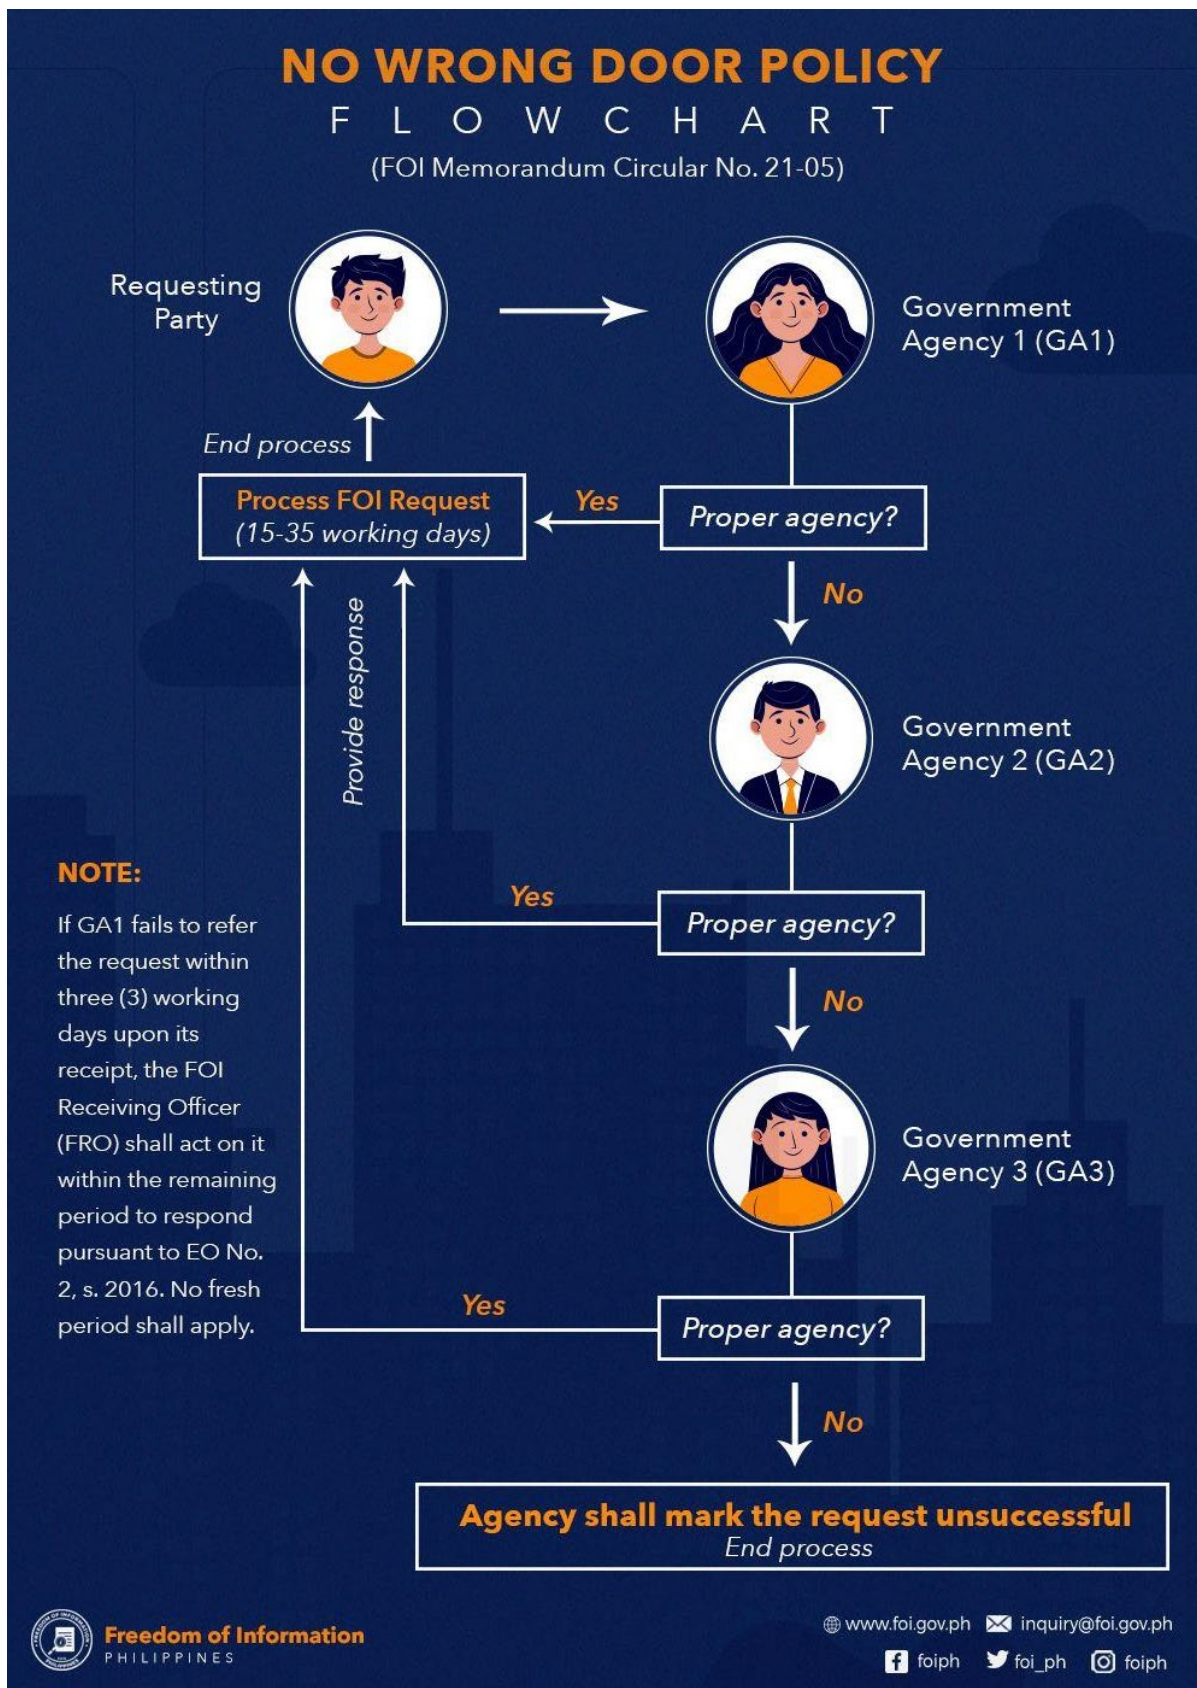 NO WRONG DOOR POLICY
FLOWCHART
(FOI Memorandum Circular No. 21-05)
Requesting
Party
Government
Agency 1 (GA1)
End process
Process FOI Request
(15-35 working days)
Yes
Proper agency?
No
Provide response
Government
Agency 2 (GA2)
Yes
Proper agency?
No
NOTE:
If GA1 fails to refer
the request within
three (3) working
days upon its
receipt, the FOI
Receiving Officer
(FRO) shall act on it
within the remaining
period to respond
pursuant to EO No.
2, s. 2016. No fresh
period shall apply.
Government
Agency 3 (GA3)
Yes
Proper agency?
No
Agency shall mark the request unsuccessful
End process
FREEDOM OF INFORMATION
PHILIPPINES
Freedom of Information
PHILIPPINES
www.foi.gov.ph
inquiry@foi.gov.ph
foiph
foi_ph
foiph